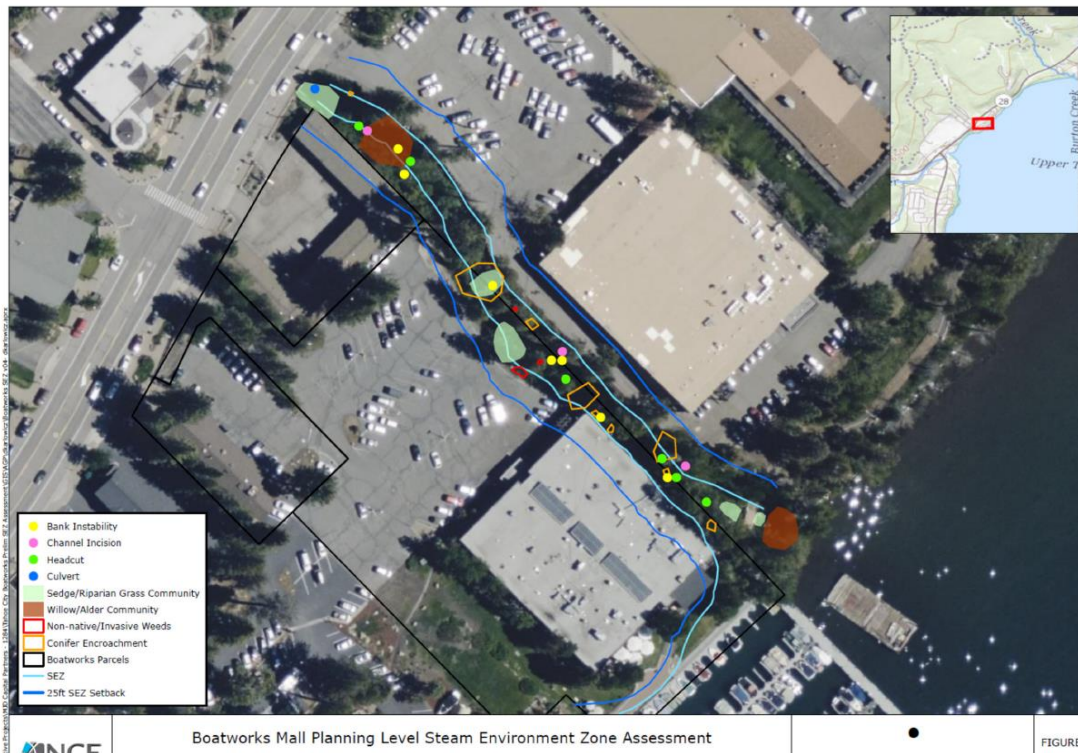 28
Burton Creek
Upper T
Bank Instability
Channel Incision
Headcut
Culvert
Sedge/Riparian Grass Community
Willow/Alder Community
Non-native/Invasive Weeds
Conifer Encroachment
Boatworks Parcels
SEZ
25ft SEZ Setback
NCE
Boatworks Mall Planning Level Steam Environment Zone Assessment
FIGURE